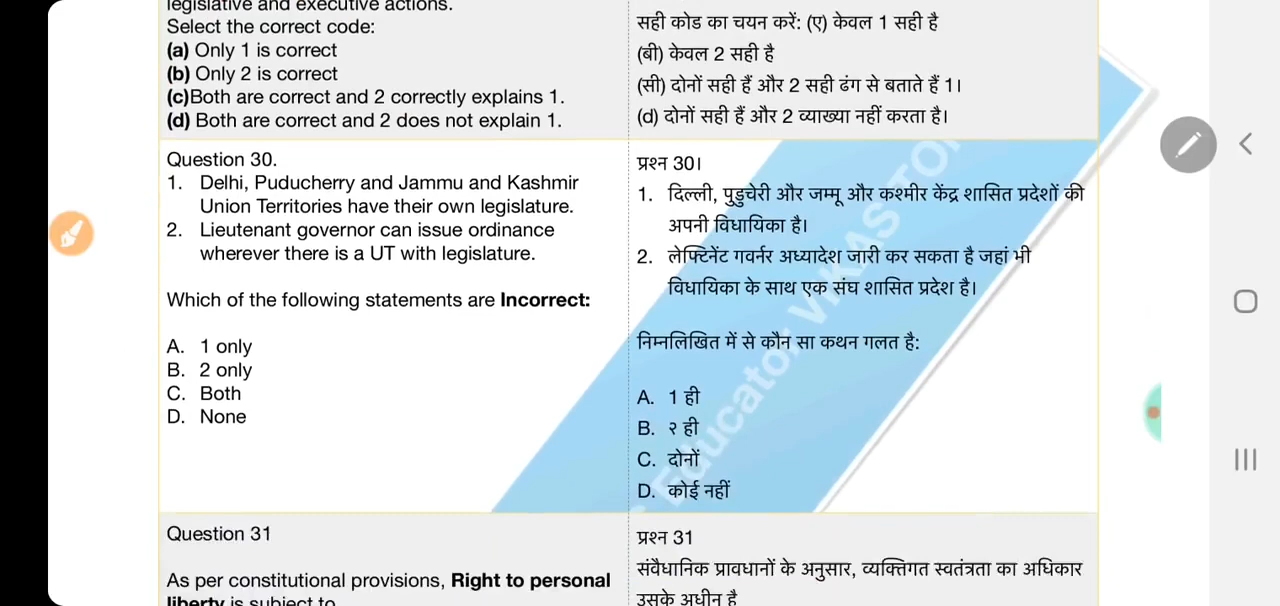 legislative and executive actions.
Select the correct code:
(a) Only 1 is correct
(b) Only 2 is correct
(c)Both are correct and 2 correctly explains 1.
(d) Both are correct and 2 does not explain 1.
सही कोड का चयन करें: (ए) केवल 1 सही है
(बी) केवल 2 सही है
(सी) दोनों सही हैं और 2 सही ढंग से बताते हैं 1।
(d) दोनों सही हैं और 2 व्याख्या नहीं करता है।
Question 30.
1. Delhi, Puducherry and Jammu and Kashmir
Union Territories have their own legislature.
2. Lieutenant governor can issue ordinance
wherever there is a UT with legislature.
Which of the following statements are Incorrect:
A. 1 only
B. 2 only
C. Both
D. None
प्रश्न 30।
1. दिल्ली, पुडुचेरी और जम्मू और कश्मीर केंद्र शासित प्रदेशों की
अपनी विधायिका है।
2. लेफ्टिनेंट गवर्नर अध्यादेश जारी कर सकता है जहां भी
विधायिका के साथ एक संघ शासित प्रदेश है।
निम्नलिखित में से कौन सा कथन गलत है:
A. 1 ही
B. २ ही
C. दोनों
D. कोई नहीं
Question 31
As per constitutional provisions, Right to personal
liberty is subject to
प्रश्न 31
संवैधानिक प्रावधानों के अनुसार, व्यक्तिगत स्वतंत्रता का अधिकार
उसके अधीन है
Educator VIKAS TO